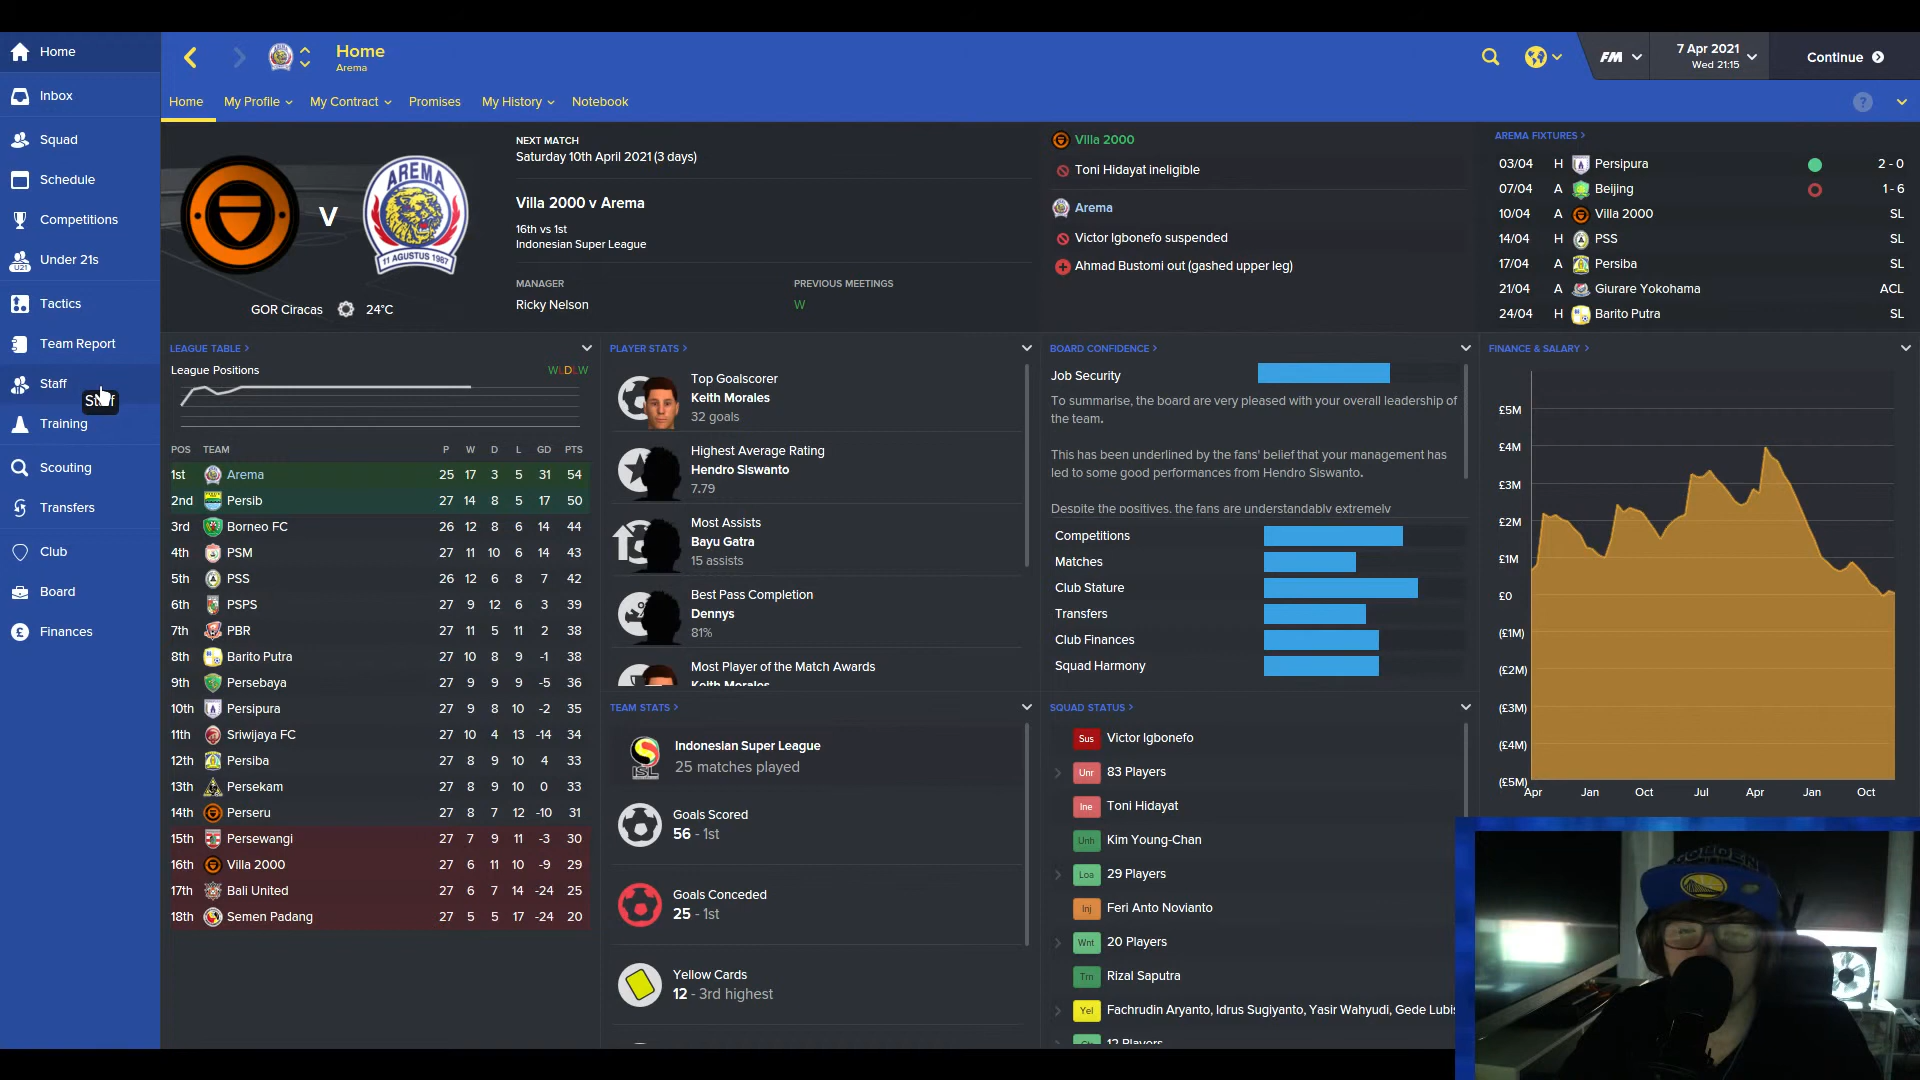 Home
Inbox
Squad
Schedule
Competitions
Under 21s
Tactics
Team Report
Staff
Staff
Training
Scouting
Transfers
Club
Board
Finances
Home
Arema
FM
7 Apr 2021
Wed 21:15
Continue
Home My Profile My Contract Promises My History Notebook
AREMA
11 AGUSTUS 1987
V
GOR Ciracas 24°C
NEXT MATCH
Saturday 10th April 2021 (3 days)
Villa 2000 v Arema
16th vs 1st
Indonesian Super League
MANAGER
Ricky Nelson
PREVIOUS MEETINGS
W
Villa 2000
Toni Hidayat ineligible
Arema
Victor Igbonefo suspended
Ahmad Bustomi out (gashed upper leg)
AREMA FIXTURES >
03/04 H Persipura 2 - 0
07/04 A Beijing 1 - 6
10/04 A Villa 2000 SL
14/04 H PSS SL
17/04 A Persiba SL
21/04 A Giurare Yokohama ACL
24/04 H Barito Putra SL
LEAGUE TABLE >
League Positions WLDLW
POS TEAM P W D L GD PTS
1st Arema 25 17 3 5 31 54
2nd Persib 27 14 8 5 17 50
3rd Borneo FC 26 12 8 6 14 44
4th PSM 27 11 10 6 14 43
5th PSS 26 12 6 8 7 42
6th PSPS 27 9 12 6 3 39
7th PBR 27 11 5 11 2 38
8th Barito Putra 27 10 8 9 -1 38
9th Persebaya 27 9 9 9 -5 36
10th Persipura 27 9 8 10 -2 35
11th Sriwijaya FC 27 10 4 13 -14 34
12th Persiba 27 8 9 10 4 33
13th Persekam 27 8 9 10 0 33
14th Perseru 27 8 7 12 -10 31
15th Persewangi 27 7 9 11 -3 30
16th Villa 2000 27 6 11 10 -9 29
17th Bali United 27 6 7 14 -24 25
18th Semen Padang 27 5 5 17 -24 20
PLAYER STATS >
Top Goalscorer
Keith Morales
32 goals
Highest Average Rating
Hendro Siswanto
7.79
Most Assists
Bayu Gatra
15 assists
Best Pass Completion
Dennys
81%
Most Player of the Match Awards
Keith Morales
TEAM STATS >
ISL
Indonesian Super League
25 matches played
Goals Scored
56 - 1st
Goals Conceded
25 - 1st
Yellow Cards
12 - 3rd highest
BOARD CONFIDENCE >
Job Security
To summarise, the board are very pleased with your overall leadership of
the team.
This has been underlined by the fans' belief that your management has
led to some good performances from Hendro Siswanto.
Despite the positives, the fans are understandably extremely
Competitions
Matches
Club Stature
Transfers
Club Finances
Squad Harmony
SQUAD STATUS >
Sus Victor Igbonefo
Unr 83 Players
Ine Toni Hidayat
Unh Kim Young-Chan
Loa 29 Players
Inj Feri Anto Novianto
Wnt 20 Players
Trn Rizal Saputra
Yel Fachrudin Aryanto, Idrus Sugiyanto, Yasir Wahyudi, Gede Lubis
12 Players
FINANCE & SALARY >
£5M
£4M
£3M
£2M
£1M
£0
(£1M)
(£2M)
(£3M)
(£4M)
(£5M)
Apr Jan Oct Jul Apr Jan Oct
GOLDEN